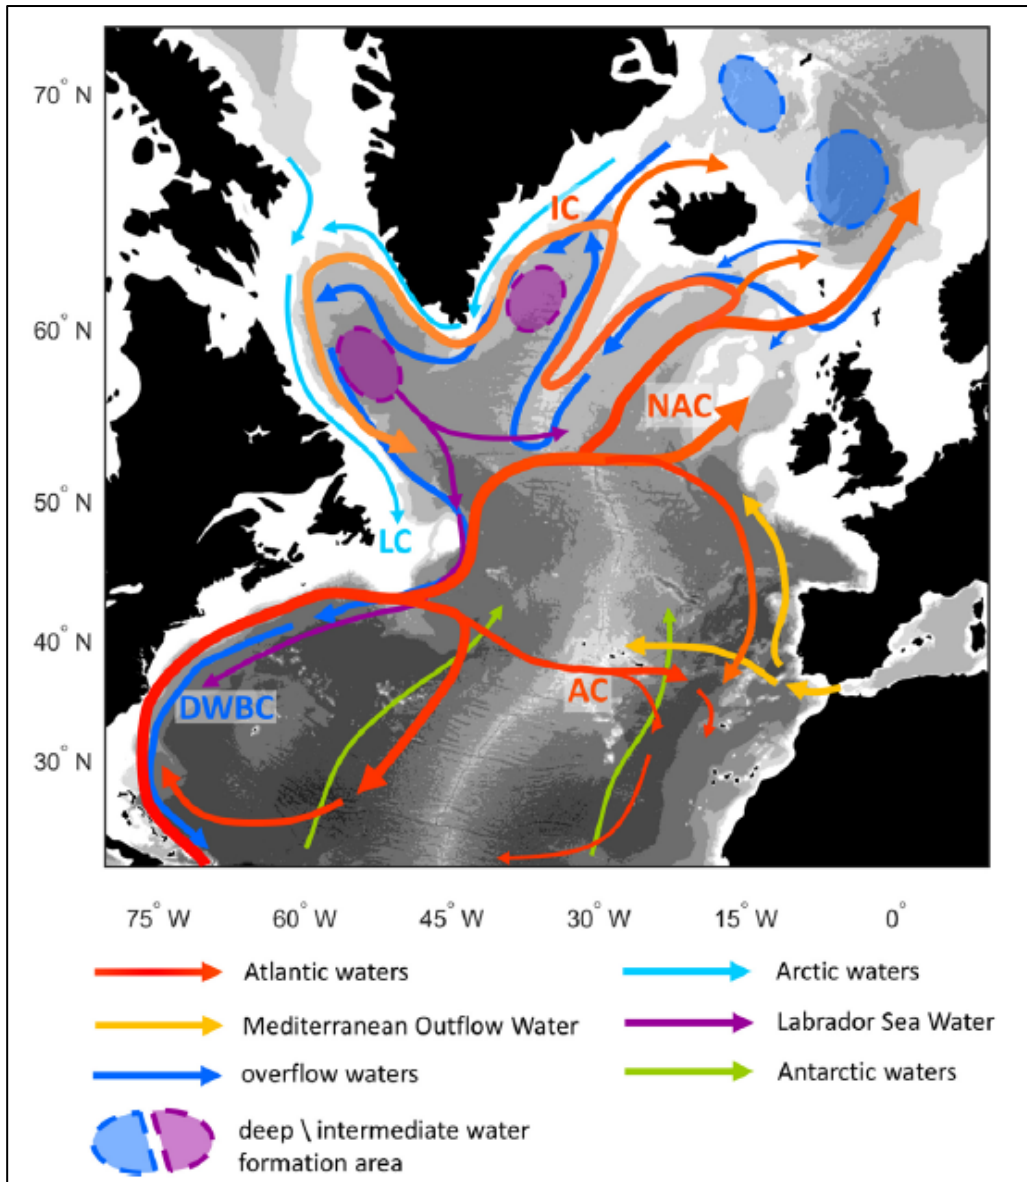 70° N
IC
60° N
NAC
50° N
LC
40° N
AC
DWBC
30° N
75° W 60° W 45° W 30° W 15° W 0°
Atlantic waters
Arctic waters
Mediterranean Outflow Water
Labrador Sea Water
overflow waters
Antarctic waters
deep \ intermediate water
formation area